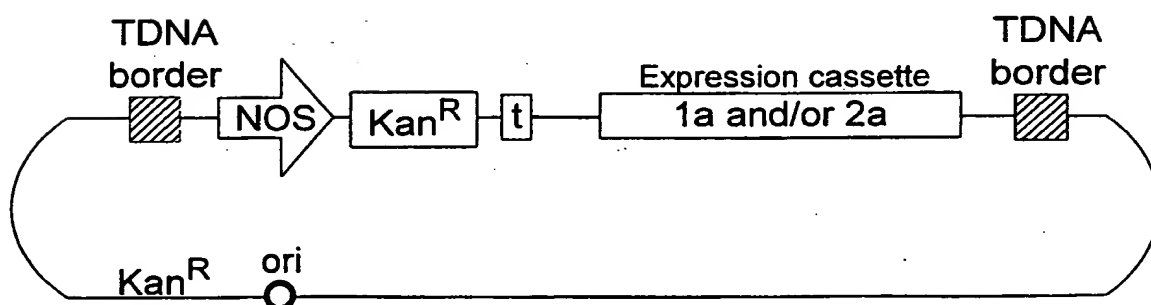 TDNA
border
NOS
Kan^R
t
Expression cassette
1a and/or 2a
TDNA
border
Kan^R
ori